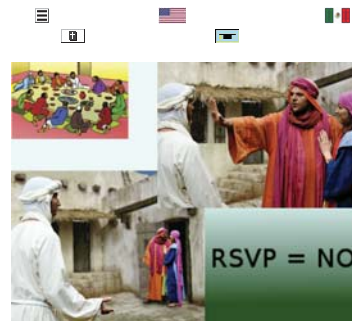 RSVP = NO